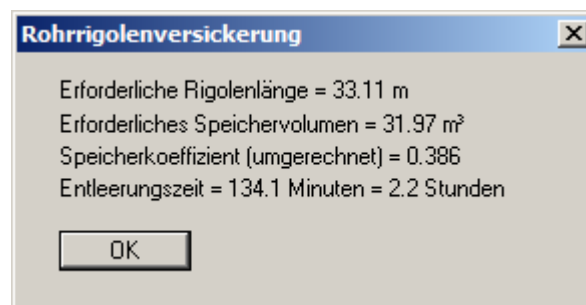 Rohrrigolenversickerung
Erforderliche Rigolenlänge = 33.11 m
Erforderliches Speichervolumen = 31.97 m³
Speicherkoeffizient (umgerechnet) = 0.386
Entleerungszeit = 134.1 Minuten = 2.2 Stunden
OK